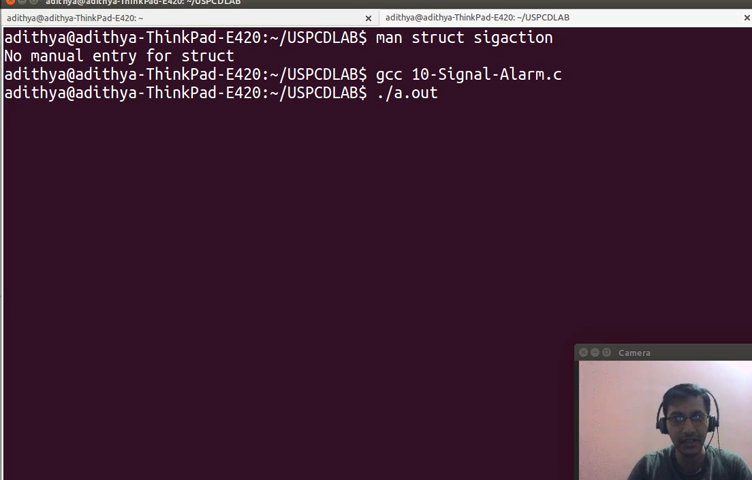 adithya@adithya-ThinkPad-E420: ~/USPCDLAB
adithya@adithya-ThinkPad-E420: ~
adithya@adithya-ThinkPad-E420: ~/USPCDLAB
adithya@adithya-ThinkPad-E420:~/USPCDLAB$ man struct sigaction
No manual entry for struct
adithya@adithya-ThinkPad-E420:~/USPCDLAB$ gcc 10-Signal-Alarm.c
adithya@adithya-ThinkPad-E420:~/USPCDLAB$ ./a.out
Camera